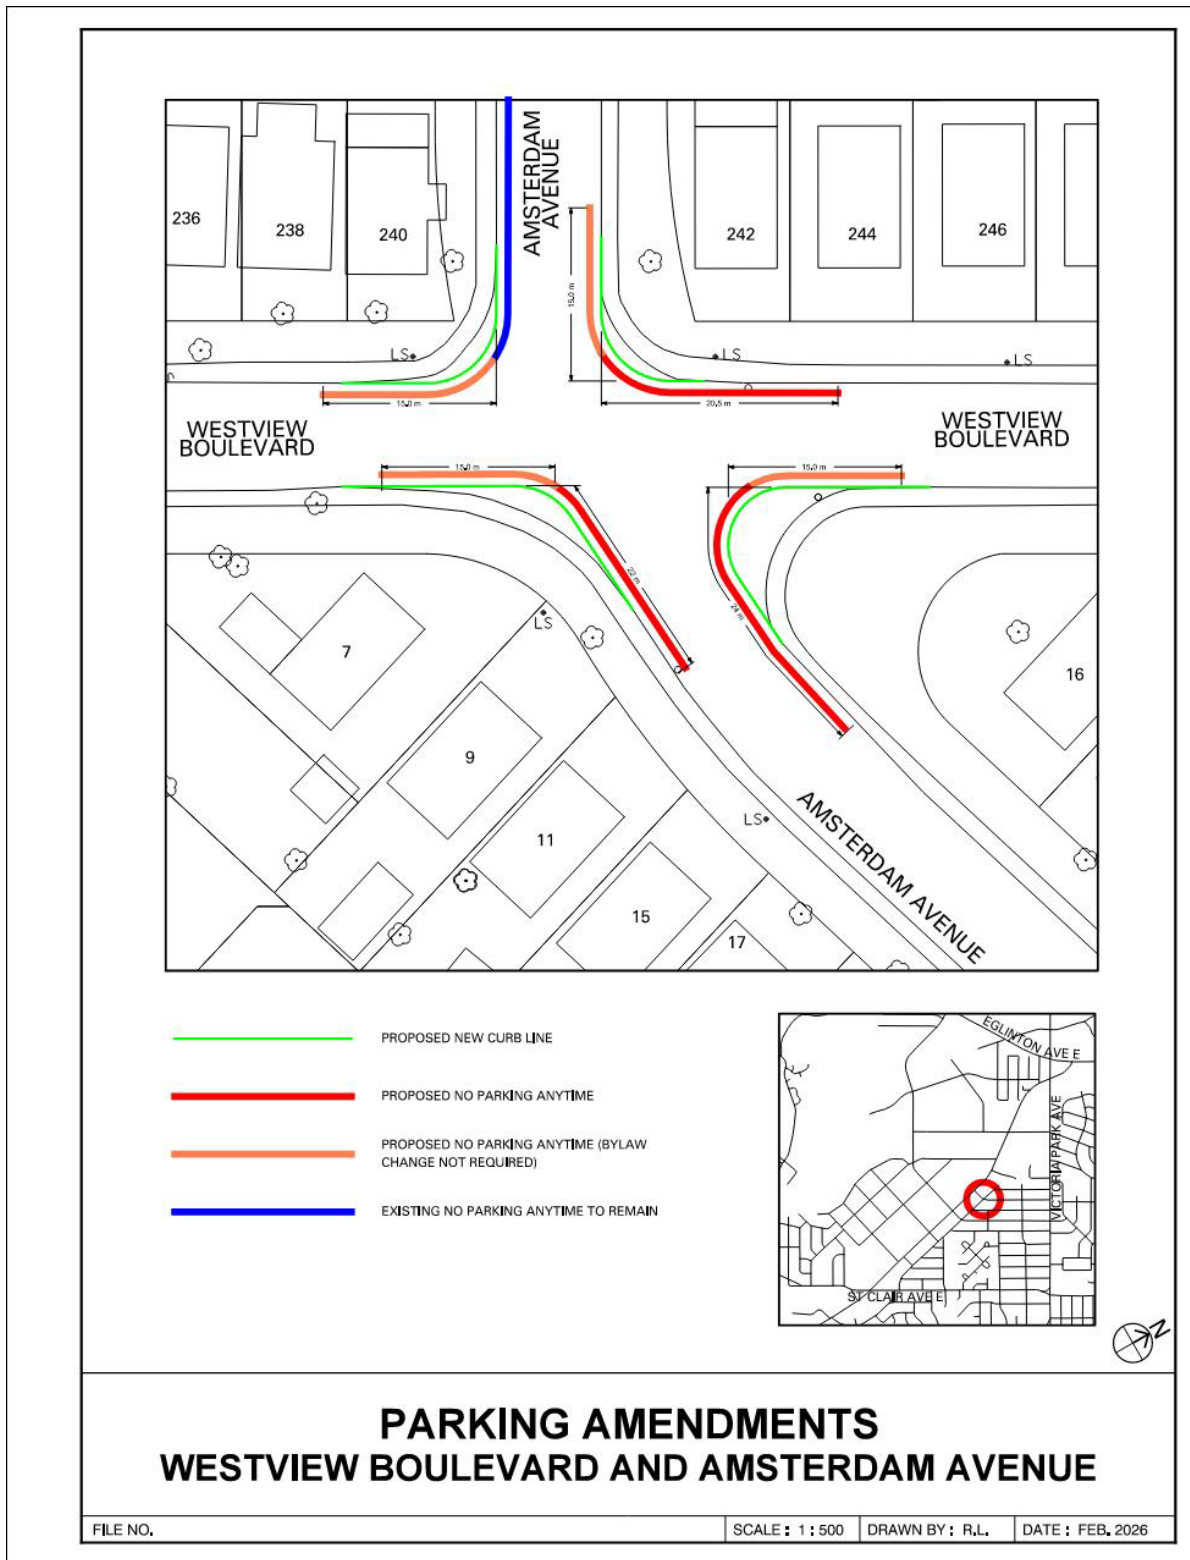 AMSTERDAM
AVENUE
236
238
240
242
244
246
15.0 m
LS
LS
LS
15.0 m
20.5 m
WESTVIEW
BOULEVARD
WESTVIEW
BOULEVARD
15.0 m
15.0 m
22 m
24 m
LS
7
16
9
LS
11
AMSTERDAM AVENUE
15
17
PROPOSED NEW CURB LINE
PROPOSED NO PARKING ANYTIME
PROPOSED NO PARKING ANYTIME (BYLAW
CHANGE NOT REQUIRED)
EXISTING NO PARKING ANYTIME TO REMAIN
EGLINTON AVE E
VICTORIA PARK AVE
ST CLAIR AVE E
N
PARKING AMENDMENTS
WESTVIEW BOULEVARD AND AMSTERDAM AVENUE
FILE NO.
SCALE : 1 : 500
DRAWN BY : R.L.
DATE : FEB. 2026